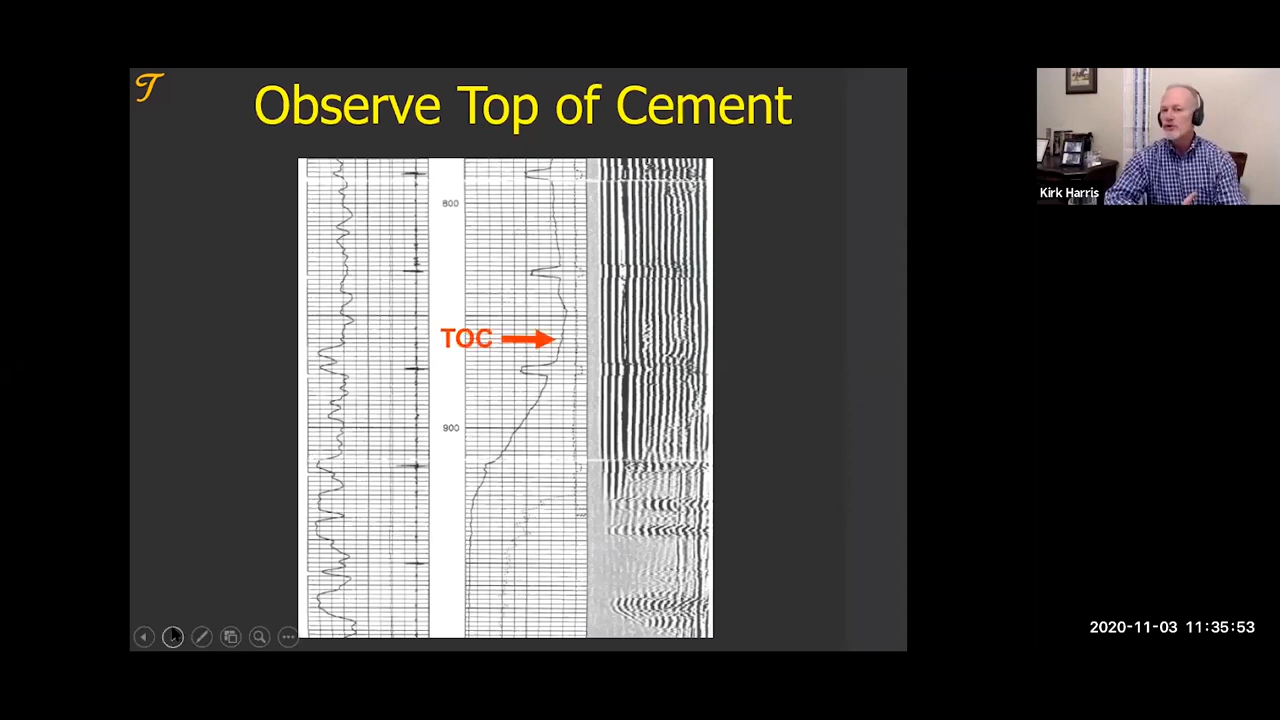 T
Observe Top of Cement
800
TOC
900
Kirk Harris
2020-11-03 11:35:53